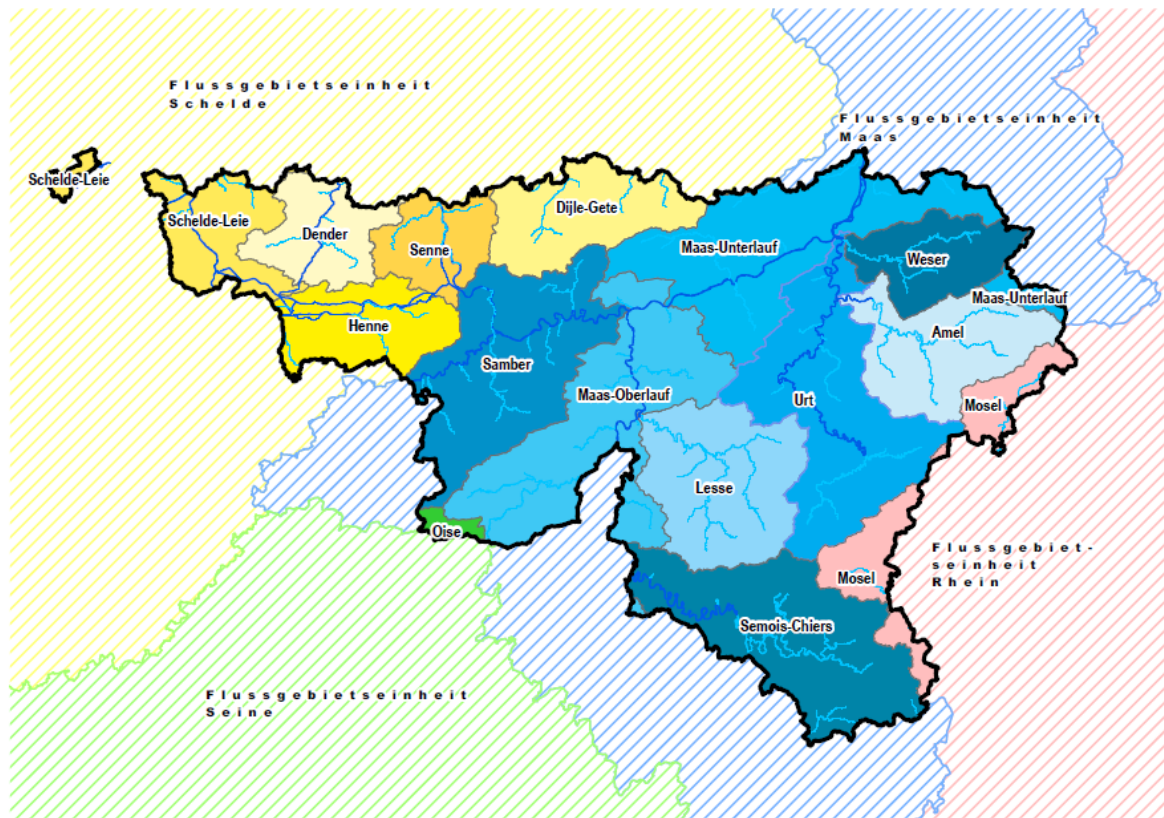 Flussgebietseinheit
Schelde
Flussgebietseinheit
Maas
Schelde-Leie
Schelde-Leie
Dender
Senne
Dijle-Gete
Maas-Unterlauf
Weser
Maas-Unterlauf
Henne
Amel
Samber
Maas-Oberlauf
Urt
Mosel
Lesse
Oise
Flussgebiet-
seinheit
Rhein
Mosel
Semois-Chiers
Flussgebietseinheit
Seine